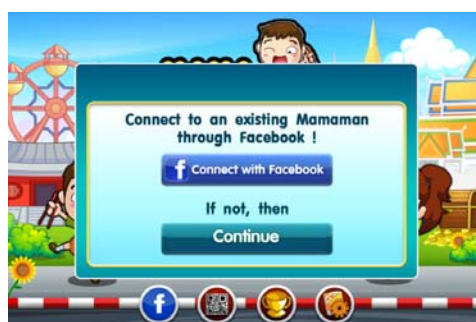 Connect to an existing Mamaman
through Facebook !
f Connect with Facebook
If not, then
Continue
f